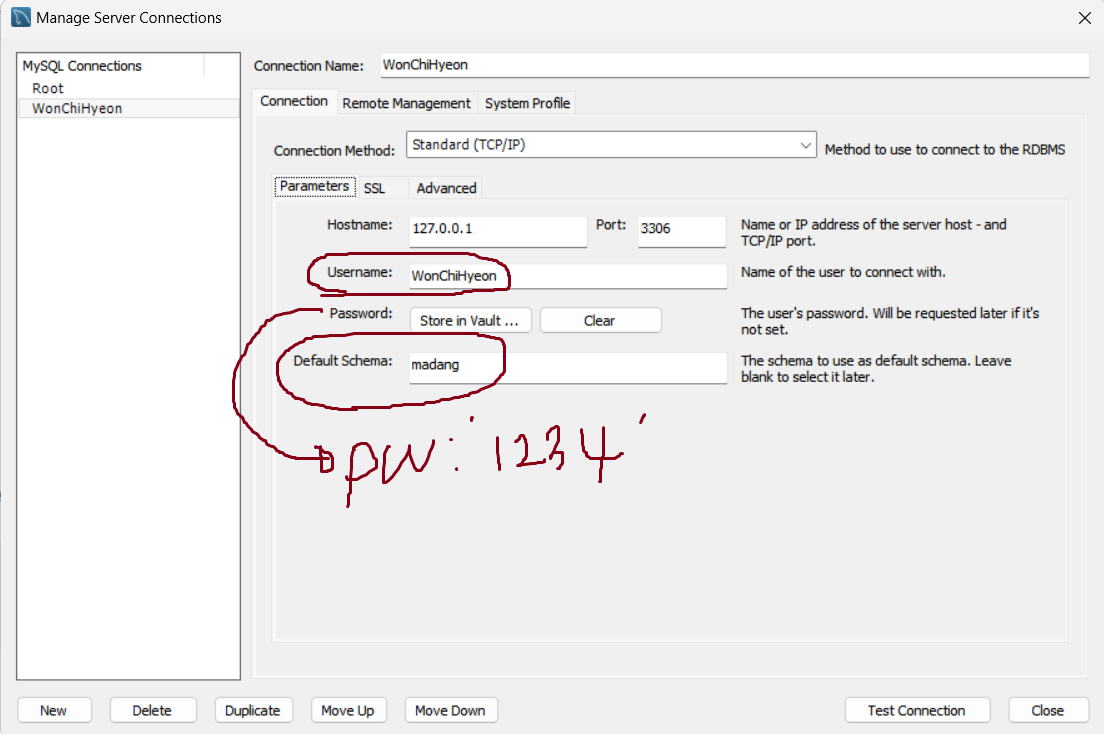 Manage Server Connections
MySQL Connections
Root
WonChiHyeon
Connection Name: WonChiHyeon
Connection Remote Management System Profile
Connection Method: Standard (TCP/IP) Method to use to connect to the RDBMS
Parameters SSL Advanced
Hostname: 127.0.0.1 Port: 3306 Name or IP address of the server host - and
TCP/IP port.
Username: WonChiHyeon Name of the user to connect with.
Password: Store in Vault ... Clear The user's password. Will be requested later if it's
not set.
Default Schema: madang The schema to use as default schema. Leave
blank to select it later.
pw: '1234'
New Delete Duplicate Move Up Move Down Test Connection Close